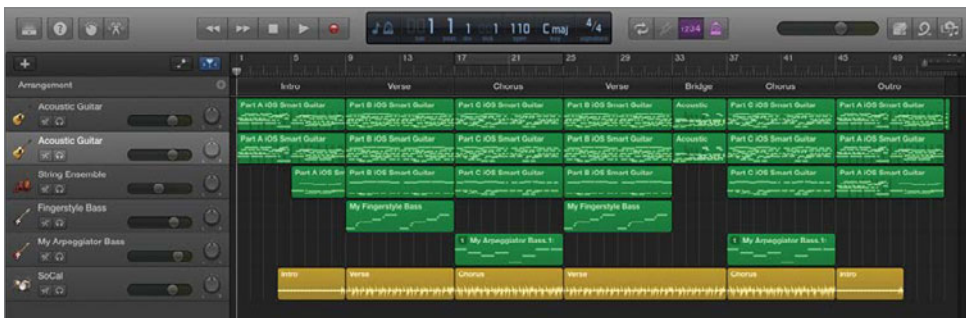 1 1 1 1 110 C maj 4/4
1234
1 5 9 13 17 21 25 29 33 37 41 45 49
Arrangement Intro Verse Chorus Verse Bridge Chorus Outro
Acoustic Guitar Part A iOS Smart Guitar Part B iOS Smart Guitar Part C iOS Smart Guitar Part B iOS Smart Guitar Acoustic Part C iOS Smart Guitar Part A iOS Smart Guitar
Acoustic Guitar Part A iOS Smart Guitar Part B iOS Smart Guitar Part C iOS Smart Guitar Part B iOS Smart Guitar Acoustic Part C iOS Smart Guitar Part A iOS Smart Guitar
String Ensemble Part A iOS Sm Part B iOS Smart Guitar Part C iOS Smart Guitar Part B iOS Smart Guitar Part C iOS Smart Guitar Part A iOS Smart Guitar
Fingerstyle Bass My Fingerstyle Bass My Fingerstyle Bass
My Arpeggiator Bass 1 My Arpeggiator Bass.1 1 My Arpeggiator Bass.1
SoCal Intro Verse Chorus Verse Chorus Intro